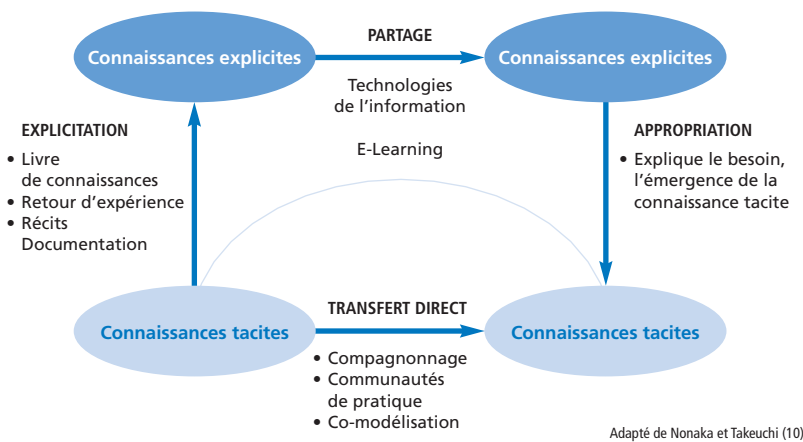 PARTAGE
Connaissances explicites
Connaissances explicites
Technologies
de l’information
E-Learning
EXPLICITATION
• Livre
de connaissances
• Retour d’expérience
• Récits
Documentation
APPROPRIATION
• Explique le besoin,
l’émergence de la
connaissance tacite
TRANSFERT DIRECT
Connaissances tacites
Connaissances tacites
• Compagnonnage
• Communautés
de pratique
• Co-modélisation
Adapté de Nonaka et Takeuchi (10)